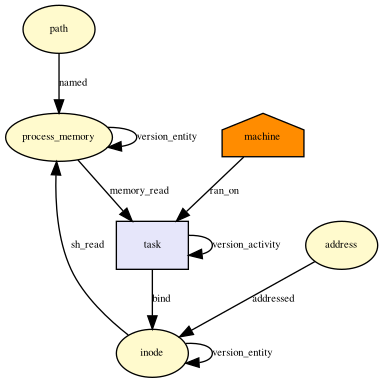 path
named
process_memory
version_entity
machine
memory_read
ran_on
sh_read
task
version_activity
address
bind
addressed
inode
version_entity